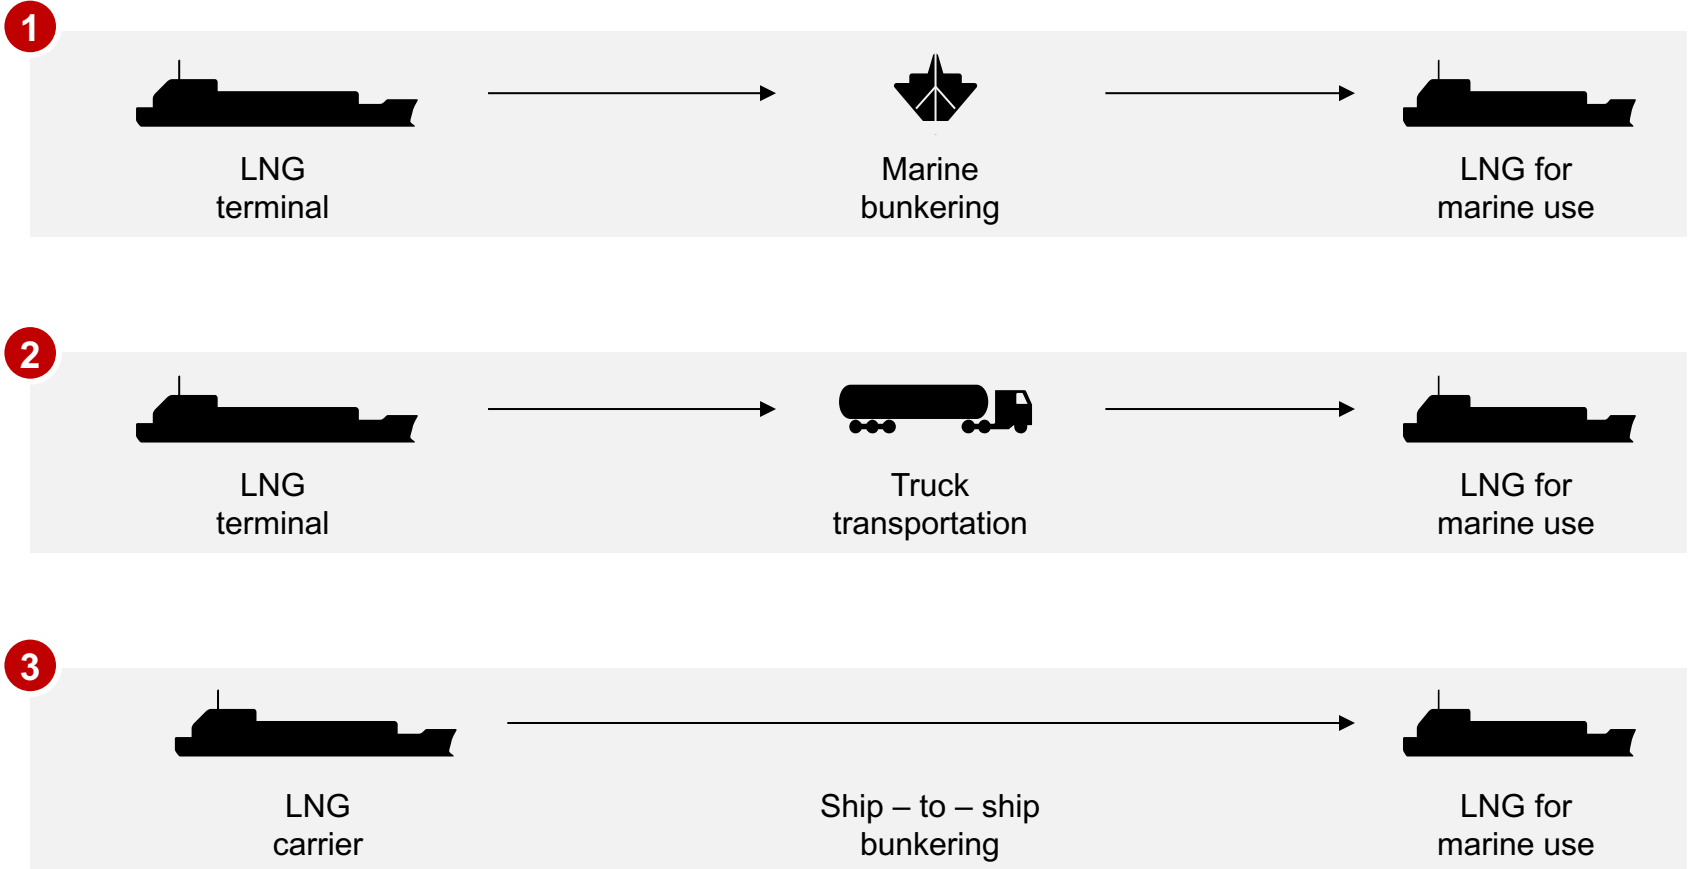 1
LNG
terminal
Marine
bunkering
LNG for
marine use
2
LNG
terminal
Truck
transportation
LNG for
marine use
3
LNG
carrier
Ship – to – ship
bunkering
LNG for
marine use